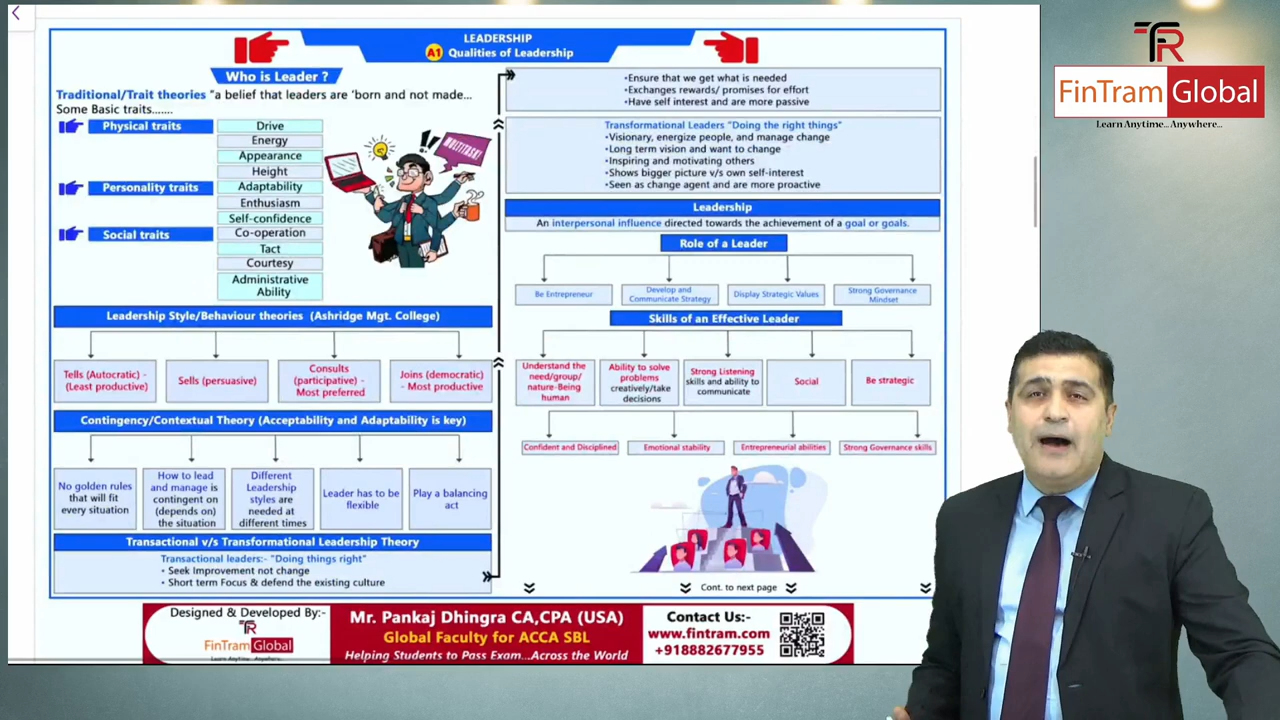 LEADERSHIP
A1 Qualities of Leadership
Who is Leader ?
Traditional/Trait theories "a belief that leaders are 'born and not made...
Some Basic traits.......
Physical traits
Drive
Energy
Appearance
Height
Personality traits
Adaptability
Enthusiasm
Self-confidence
Social traits
Co-operation
Tact
Courtesy
Administrative
Ability
MULTITASK!
Leadership Style/Behaviour theories (Ashridge Mgt. College)
Tells (Autocratic) -
(Least productive)
Sells (persuasive)
Consults
(participative) -
Most preferred
Joins (democratic)
- Most productive
Contingency/Contextual Theory (Acceptability and Adaptability is key)
No golden rules
that will fit
every situation
How to lead
and manage is
contingent on
(depends on)
the situation
Different
Leadership
styles are
needed at
different times
Leader has to be
flexible
Play a balancing
act
Transactional v/s Transformational Leadership Theory
Transactional leaders:- "Doing things right"
• Seek Improvement not change
• Short term Focus & defend the existing culture
•Ensure that we get what is needed
•Exchanges rewards/ promises for effort
•Have self interest and are more passive
Transformational Leaders "Doing the right things"
•Visionary, energize people, and manage change
•Long term vision and want to change
•Inspiring and motivating others
•Shows bigger picture v/s own self-interest
•Seen as change agent and are more proactive
Leadership
An interpersonal influence directed towards the achievement of a goal or goals.
Role of a Leader
Be Entrepreneur
Develop and
Communicate Strategy
Display Strategic Values
Strong Governance
Mindset
Skills of an Effective Leader
Understand the
need/group/
nature-Being
human
Ability to solve
problems
creatively/take
decisions
Strong Listening
skills and ability to
communicate
Social
Be strategic
Confident and Disciplined
Emotional stability
Entrepreneurial abilities
Strong Governance skills
Cont. to next page
Designed & Developed By:-
FinTram Global
Learn Anytime...Anywhere...
Mr. Pankaj Dhingra CA,CPA (USA)
Global Faculty for ACCA SBL
Helping Students to Pass Exam...Across the World
Contact Us:-
www.fintram.com
+918882677955
FinTram Global
Learn Anytime...Anywhere...